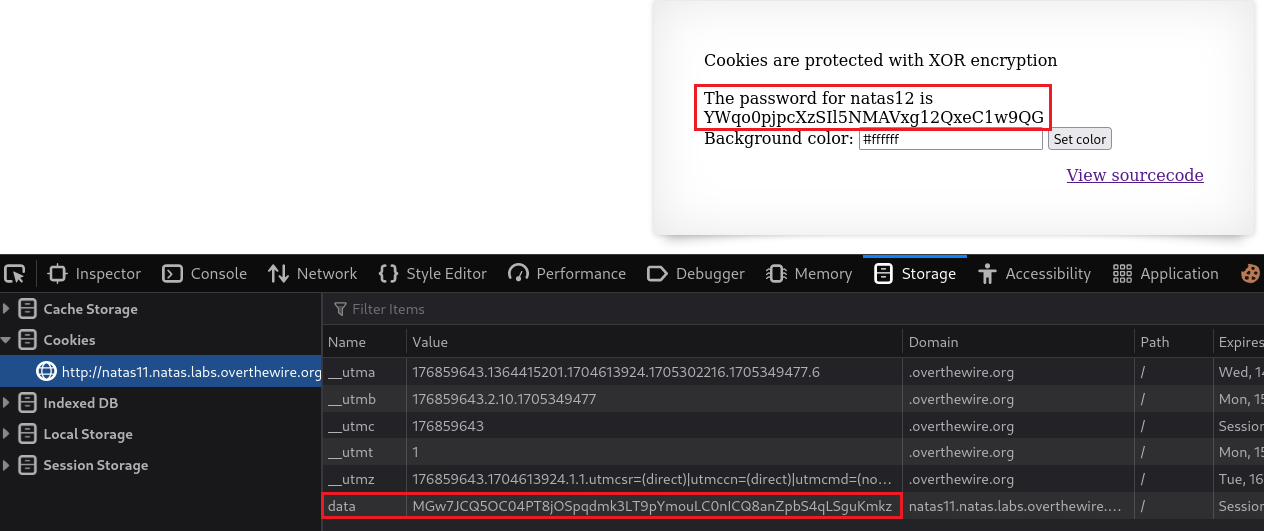 Cookies are protected with XOR encryption
The password for natas12 is
YWqo0pjpcXzSIl5NMAVxg12QxeC1w9QG
Background color: #ffffff Set color
View sourcecode
Inspector Console Network Style Editor Performance Debugger Memory Storage Accessibility Application
Cache Storage
Cookies
http://natas11.natas.labs.overthewire.org
Indexed DB
Local Storage
Session Storage
Filter Items
Name Value Domain Path Expires
__utma 176859643.1364415201.1704613924.1705302216.1705349477.6 .overthewire.org / Wed, 14
__utmb 176859643.2.10.1705349477 .overthewire.org / Mon, 15
__utmc 176859643 .overthewire.org / Session
__utmt 1 .overthewire.org / Mon, 15
__utmz 176859643.1704613924.1.1.utmcsr=(direct)|utmccn=(direct)|utmcmd=(no... .overthewire.org / Tue, 16
data MGw7JCQ5OC04PT8jOSpqdmk3LT9pYmouLC0nICQ8anZpbS4qLSguKmkz natas11.natas.labs.overthewire.... / Session